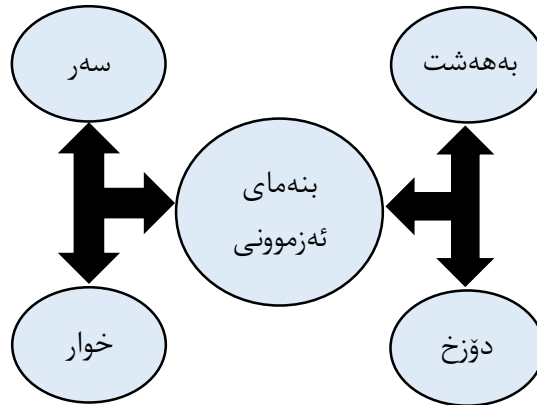 سەر
بەهەشت
بنەمای
ئەزموونی
خوار
دۆزخ